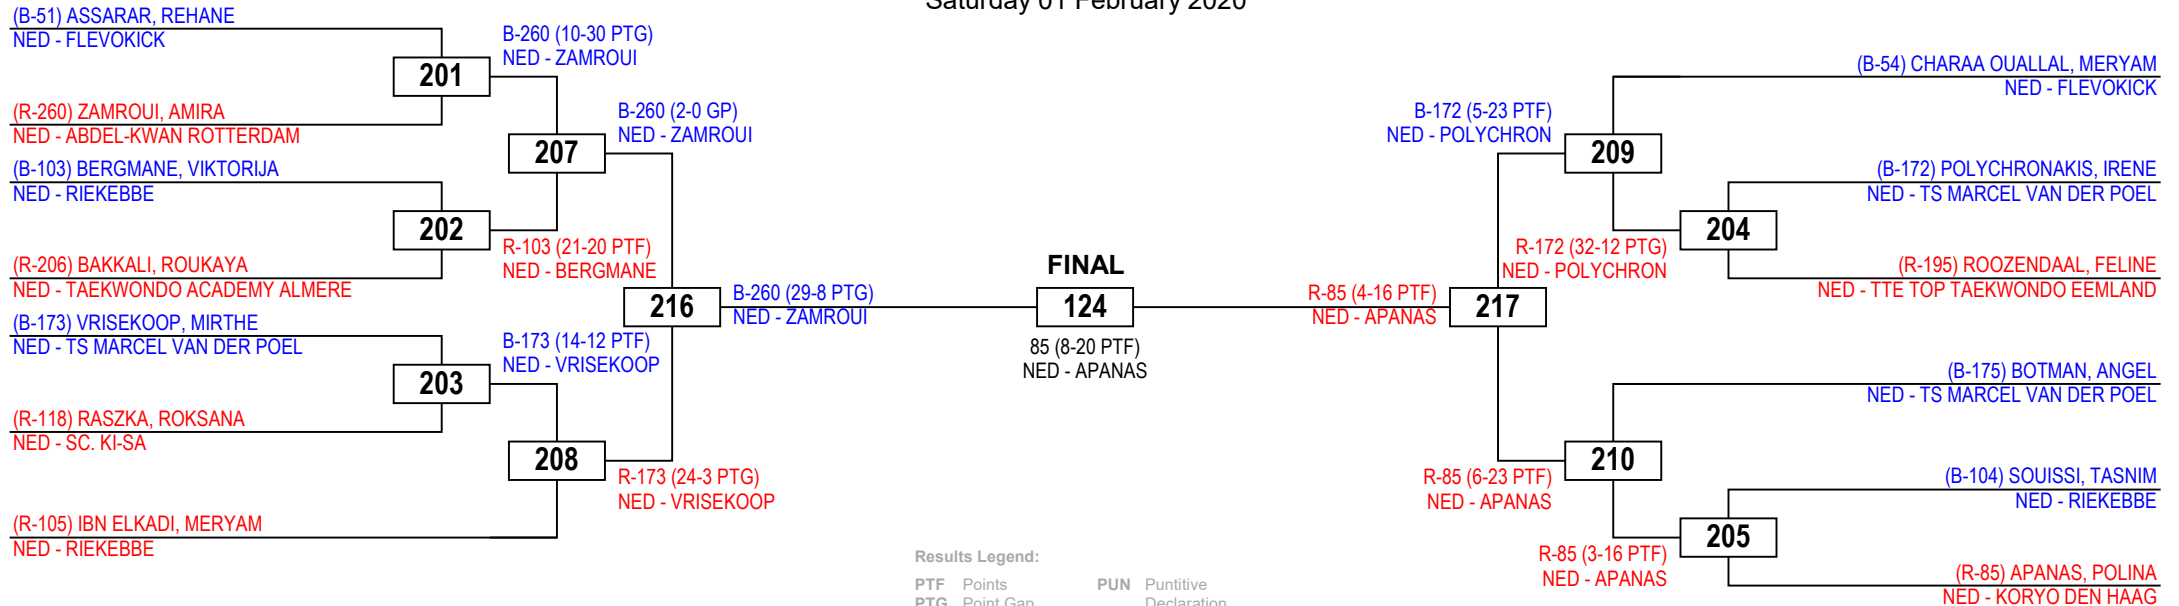 Saturday 01 February 2020
(B-51) ASSARAR, REHANE
NED - FLEVOKICK
201
(R-260) ZAMROUI, AMIRA
NED - ABDEL-KWAN ROTTERDAM
B-260 (10-30 PTG)
NED - ZAMROUI
(B-103) BERGMANE, VIKTORIJA
NED - RIEKEBBE
202
(R-206) BAKKALI, ROUKAYA
NED - TAEKWONDO ACADEMY ALMERE
R-103 (21-20 PTF)
NED - BERGMANE
207
B-260 (2-0 GP)
NED - ZAMROUI
(B-173) VRISEKOOP, MIRTHE
NED - TS MARCEL VAN DER POEL
203
(R-118) RASZKA, ROKSANA
NED - SC. KI-SA
B-173 (14-12 PTF)
NED - VRISEKOOP
208
(R-105) IBN ELKADI, MERYAM
NED - RIEKEBBE
R-173 (24-3 PTG)
NED - VRISEKOOP
216
B-260 (29-8 PTG)
NED - ZAMROUI
FINAL
124
85 (8-20 PTF)
NED - APANAS
R-85 (4-16 PTF)
NED - APANAS
217
B-172 (5-23 PTF)
NED - POLYCHRON
209
(B-54) CHARAA OUALLAL, MERYAM
NED - FLEVOKICK
(B-172) POLYCHRONAKIS, IRENE
NED - TS MARCEL VAN DER POEL
204
R-172 (32-12 PTG)
NED - POLYCHRON
(R-195) ROOZENDAAL, FELINE
NED - TTE TOP TAEKWONDO EEMLAND
(B-175) BOTMAN, ANGEL
NED - TS MARCEL VAN DER POEL
210
R-85 (6-23 PTF)
NED - APANAS
(B-104) SOUISSI, TASNIM
NED - RIEKEBBE
205
R-85 (3-16 PTF)
NED - APANAS
(R-85) APANAS, POLINA
NED - KORYO DEN HAAG
Results Legend:
PTF Points PUN Puntitive
PTG Point Gap Declaration